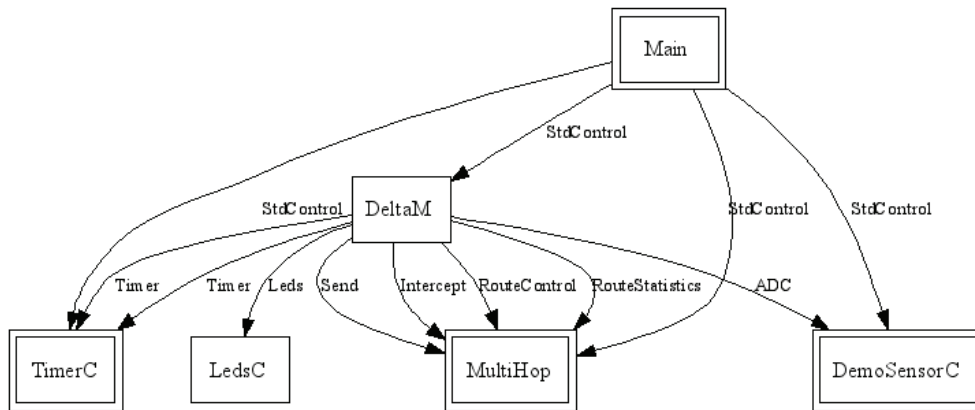 Main
StdControl
DeltaM
StdControl
StdControl
StdControl
Timer
Timer
Leds
Send
Intercept
RouteControl
RouteStatistics
ADC
TimerC
LedsC
MultiHop
DemoSensorC